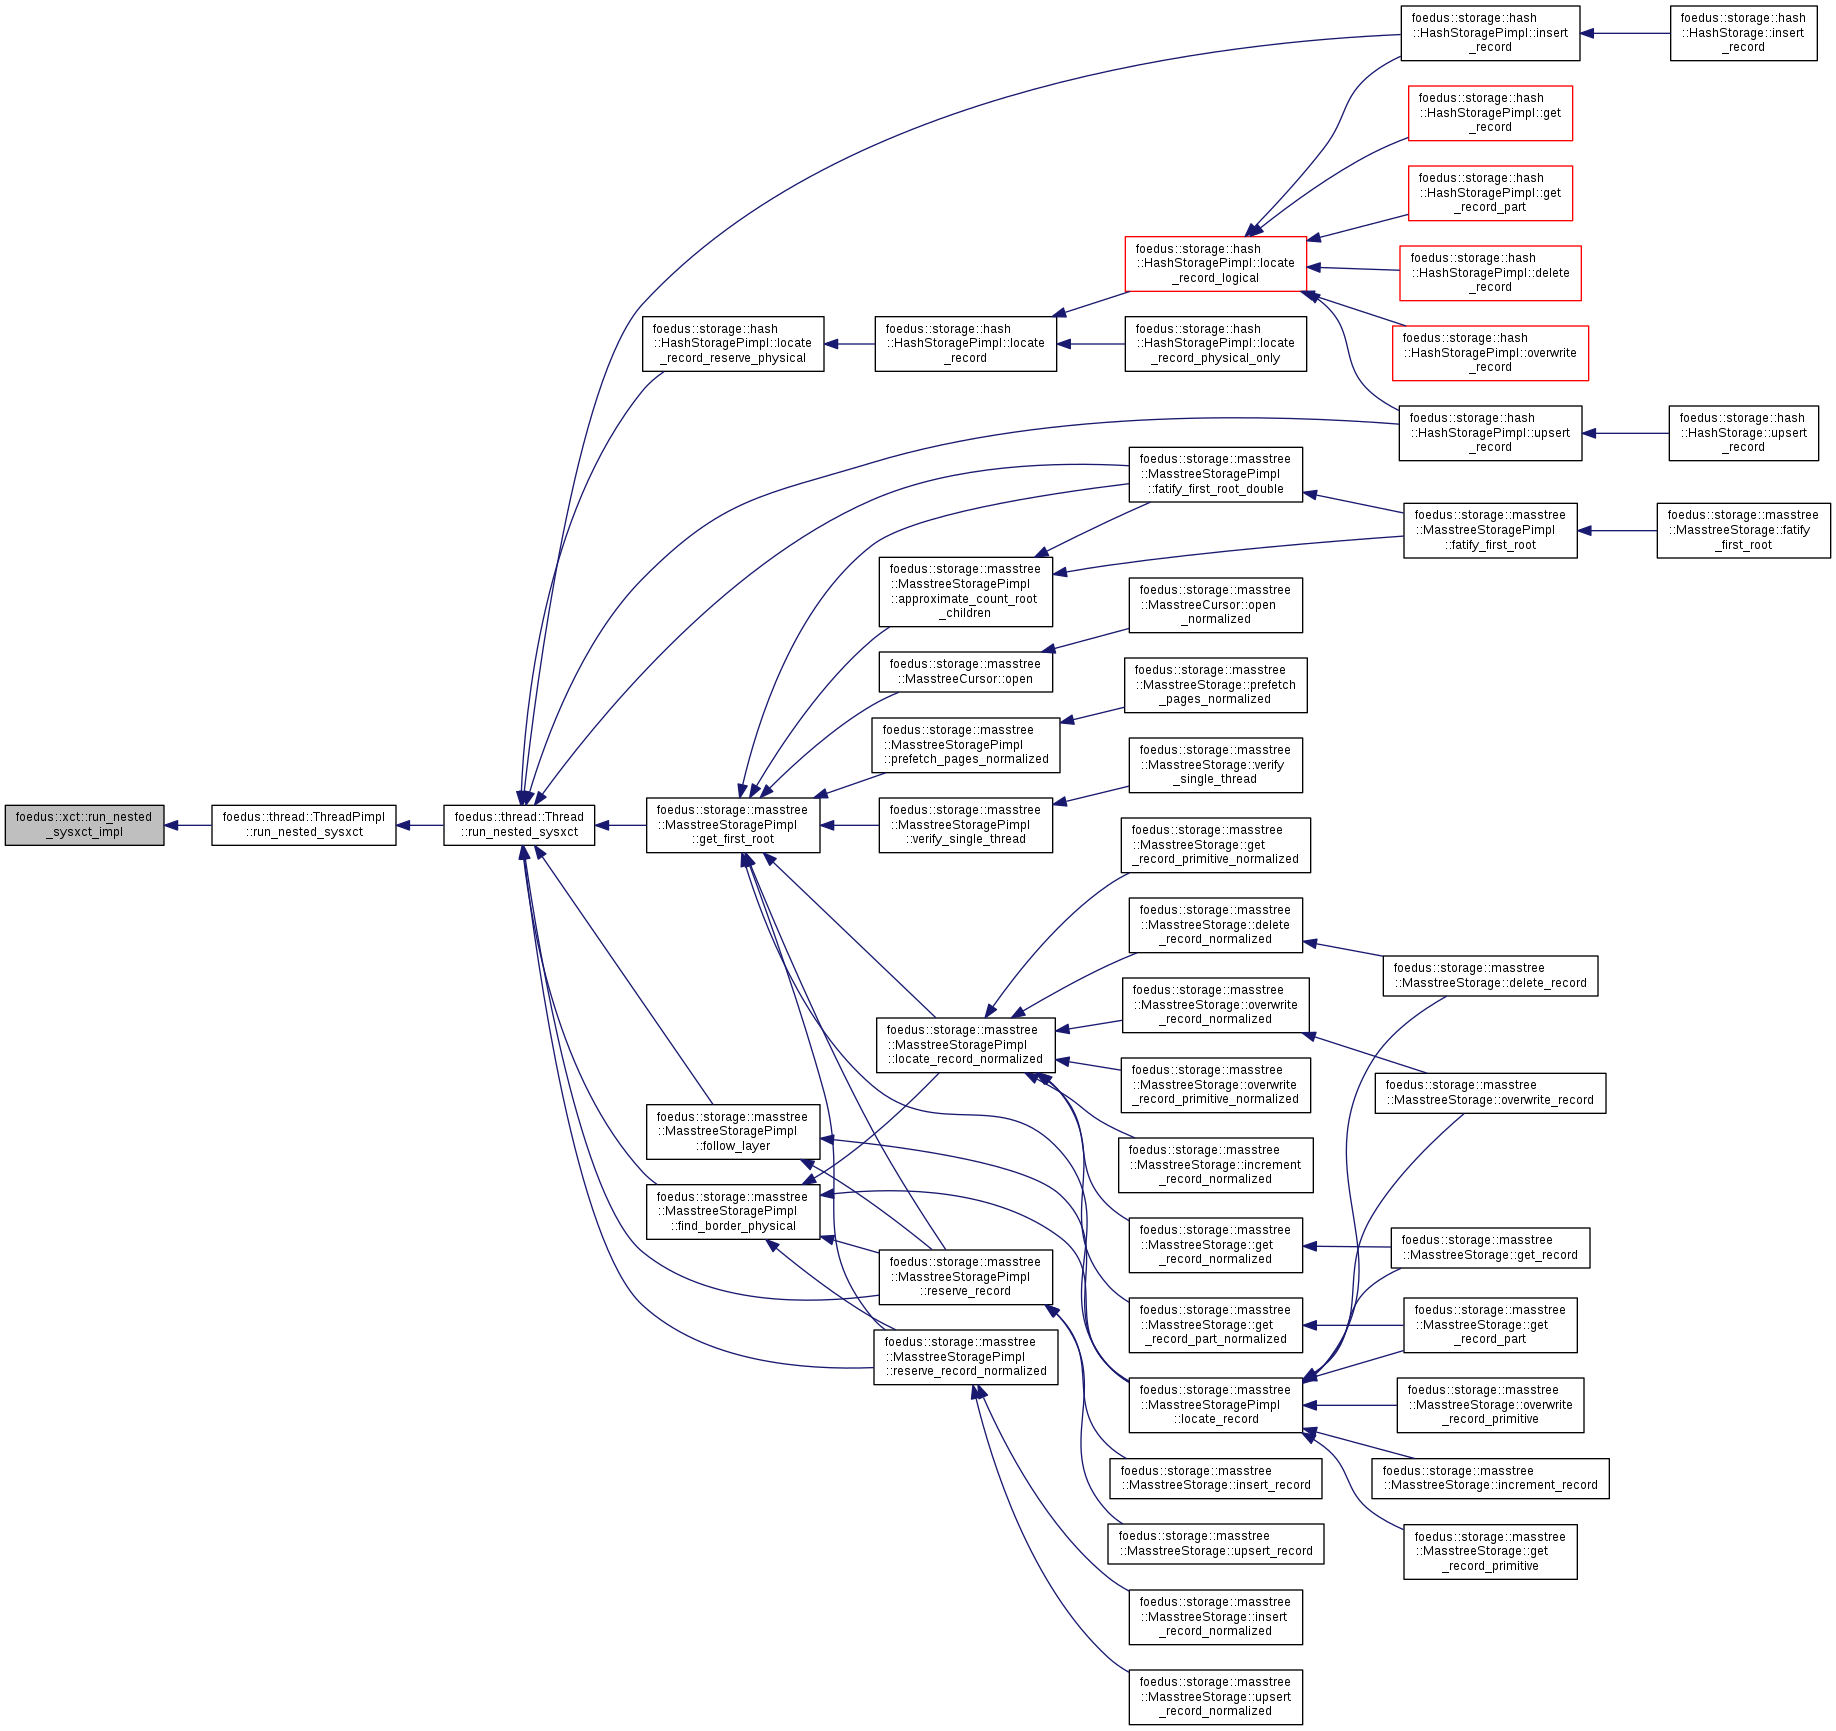 foedus::xct::run_nested
_sysxct_impl
foedus::thread::ThreadPimpl
::run_nested_sysxct
foedus::thread::Thread
::run_nested_sysxct
foedus::storage::hash
::HashStoragePimpl::insert
_record
foedus::storage::hash
::HashStorage::insert
_record
foedus::storage::hash
::HashStoragePimpl::get
_record
foedus::storage::hash
::HashStoragePimpl::get
_record_part
foedus::storage::hash
::HashStoragePimpl::locate
_record_logical
foedus::storage::hash
::HashStoragePimpl::delete
_record
foedus::storage::hash
::HashStoragePimpl::locate
_record_reserve_physical
foedus::storage::hash
::HashStoragePimpl::locate
_record
foedus::storage::hash
::HashStoragePimpl::locate
_record_physical_only
foedus::storage::hash
::HashStoragePimpl::overwrite
_record
foedus::storage::hash
::HashStoragePimpl::upsert
_record
foedus::storage::hash
::HashStorage::upsert
_record
foedus::storage::masstree
::MasstreeStoragePimpl
::fatify_first_root_double
foedus::storage::masstree
::MasstreeStoragePimpl
::fatify_first_root
foedus::storage::masstree
::MasstreeStorage::fatify
_first_root
foedus::storage::masstree
::MasstreeStoragePimpl
::approximate_count_root
_children
foedus::storage::masstree
::MasstreeCursor::open
_normalized
foedus::storage::masstree
::MasstreeCursor::open
foedus::storage::masstree
::MasstreeStorage::prefetch
_pages_normalized
foedus::storage::masstree
::MasstreeStoragePimpl
::prefetch_pages_normalized
foedus::storage::masstree
::MasstreeStorage::verify
_single_thread
foedus::storage::masstree
::MasstreeStoragePimpl
::get_first_root
foedus::storage::masstree
::MasstreeStoragePimpl
::verify_single_thread
foedus::storage::masstree
::MasstreeStorage::get
_record_primitive_normalized
foedus::storage::masstree
::MasstreeStorage::delete
_record_normalized
foedus::storage::masstree
::MasstreeStorage::delete_record
foedus::storage::masstree
::MasstreeStorage::overwrite
_record_normalized
foedus::storage::masstree
::MasstreeStoragePimpl
::locate_record_normalized
foedus::storage::masstree
::MasstreeStorage::overwrite
_record_primitive_normalized
foedus::storage::masstree
::MasstreeStorage::overwrite_record
foedus::storage::masstree
::MasstreeStoragePimpl
::follow_layer
foedus::storage::masstree
::MasstreeStorage::increment
_record_normalized
foedus::storage::masstree
::MasstreeStoragePimpl
::find_border_physical
foedus::storage::masstree
::MasstreeStorage::get
_record_normalized
foedus::storage::masstree
::MasstreeStorage::get_record
foedus::storage::masstree
::MasstreeStoragePimpl
::reserve_record
foedus::storage::masstree
::MasstreeStorage::get
_record_part_normalized
foedus::storage::masstree
::MasstreeStorage::get
_record_part
foedus::storage::masstree
::MasstreeStoragePimpl
::reserve_record_normalized
foedus::storage::masstree
::MasstreeStoragePimpl
::locate_record
foedus::storage::masstree
::MasstreeStorage::overwrite
_record_primitive
foedus::storage::masstree
::MasstreeStorage::insert_record
foedus::storage::masstree
::MasstreeStorage::increment_record
foedus::storage::masstree
::MasstreeStorage::upsert_record
foedus::storage::masstree
::MasstreeStorage::get
_record_primitive
foedus::storage::masstree
::MasstreeStorage::insert
_record_normalized
foedus::storage::masstree
::MasstreeStorage::upsert
_record_normalized